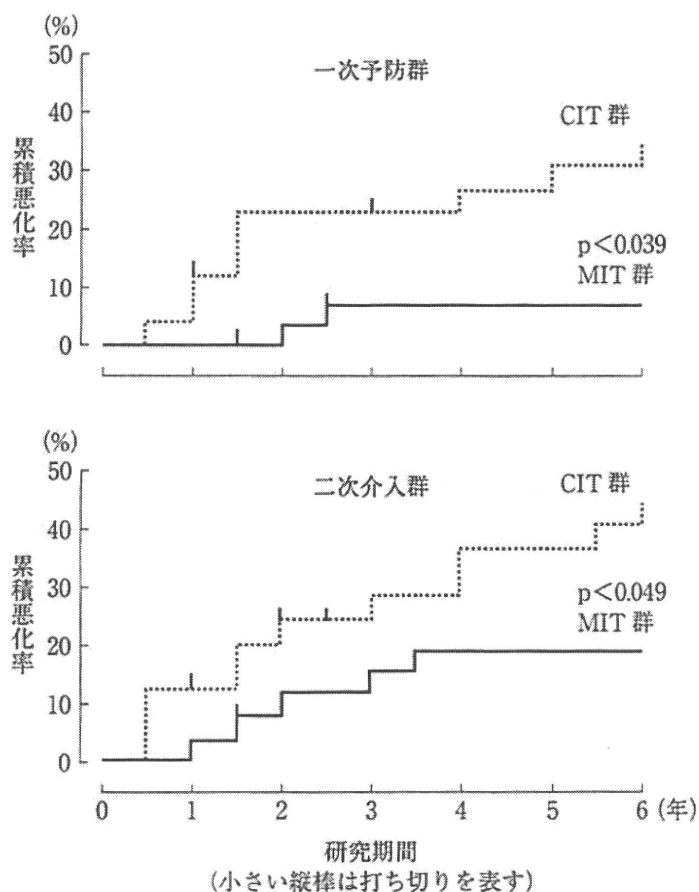 (%)
50
一次予防群
40
CIT 群
30
累積悪化率
20
p<0.039
MIT 群
10
0
(%)
50
二次介入群
CIT 群
40
30
累積悪化率
p<0.049
20
MIT 群
10
0
0 1 2 3 4 5 6 (年)
研究期間
(小さい縦棒は打ち切りを表す)